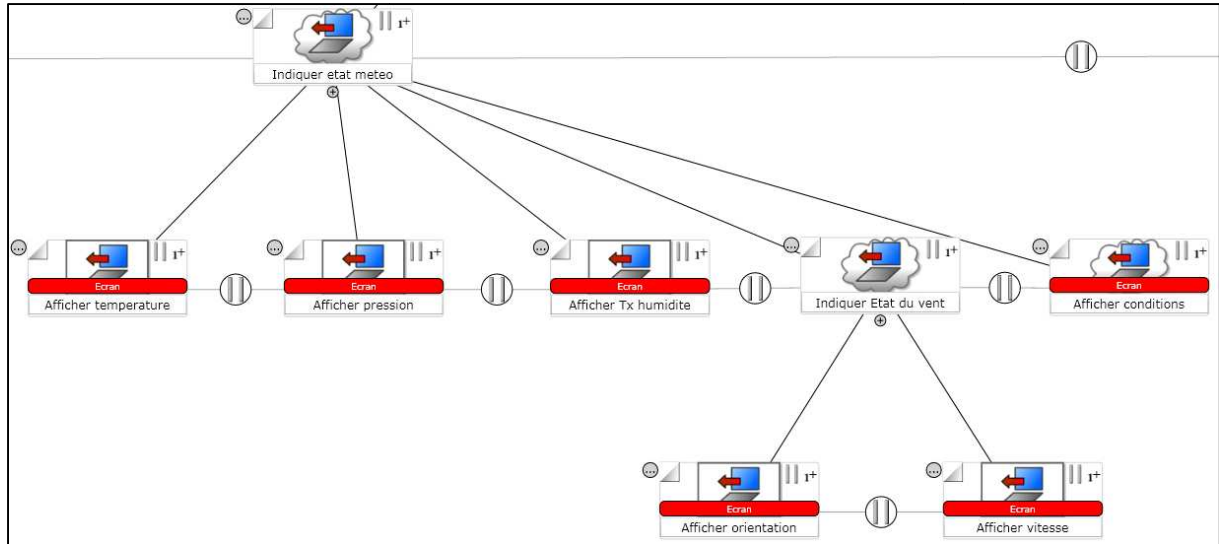 ...
1+
Indiquer etat meteo
...
1+
Ecran
Afficher temperature
...
1+
Ecran
Afficher pression
...
1+
Ecran
Afficher Tx humidite
...
1+
Indiquer Etat du vent
...
1+
Ecran
Afficher conditions
...
1+
Ecran
Afficher orientation
...
1+
Ecran
Afficher vitesse